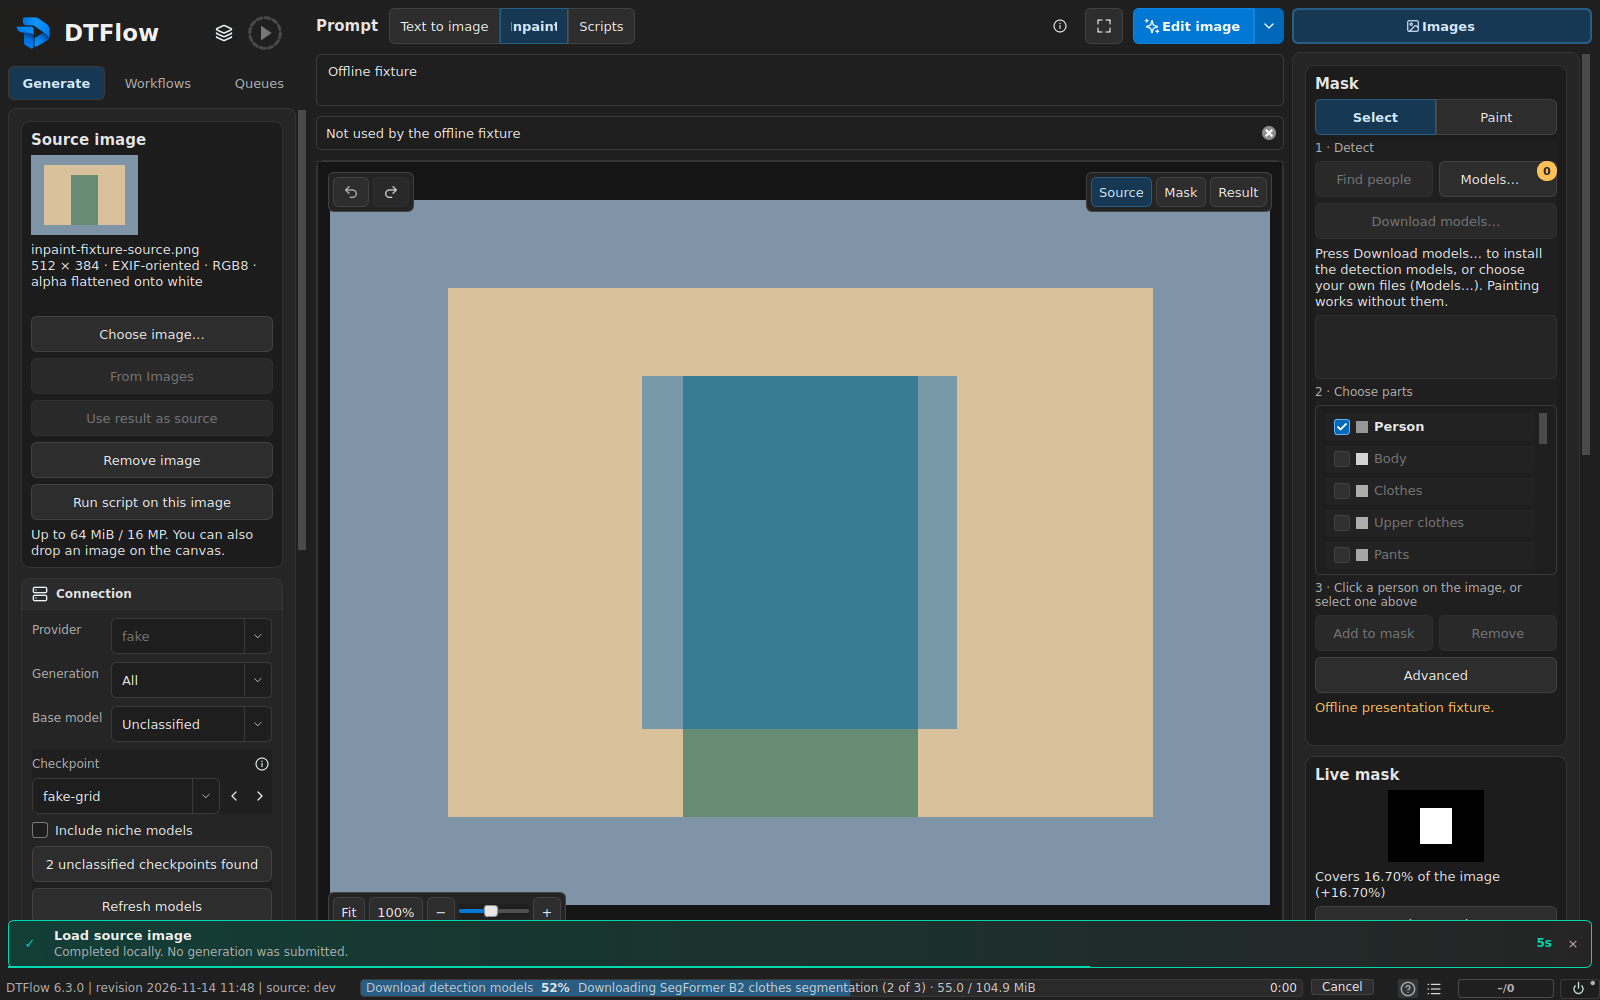 DTFlow
Generate
Workflows
Queues
Source image
inpaint-fixture-source.png
512 × 384 · EXIF-oriented · RGB8 ·
alpha flattened onto white
Choose image...
From Images
Use result as source
Remove image
Run script on this image
Up to 64 MiB / 16 MP. You can also
drop an image on the canvas.
Connection
Provider
fake
Generation
All
Base model
Unclassified
Checkpoint
fake-grid
Include niche models
2 unclassified checkpoints found
Refresh models
Prompt
Text to image
Inpaint
Scripts
Edit image
Offline fixture
Not used by the offline fixture
Source
Mask
Result
Fit
100%
−
+
Images
Mask
Select
Paint
1 · Detect
Find people
Models...
0
Download models...
Press Download models... to install
the detection models, or choose
your own files (Models...). Painting
works without them.
2 · Choose parts
Person
Body
Clothes
Upper clothes
Pants
3 · Click a person on the image, or
select one above
Add to mask
Remove
Advanced
Offline presentation fixture.
Live mask
Covers 16.70% of the image
(+16.70%)
Load source image
Completed locally. No generation was submitted.
5s
DTFlow 6.3.0 | revision 2026-11-14 11:48 | source: dev
Download detection models 52% Downloading SegFormer B2 clothes segmentation (2 of 3) · 55.0 / 104.9 MiB
0:00
Cancel
–/0